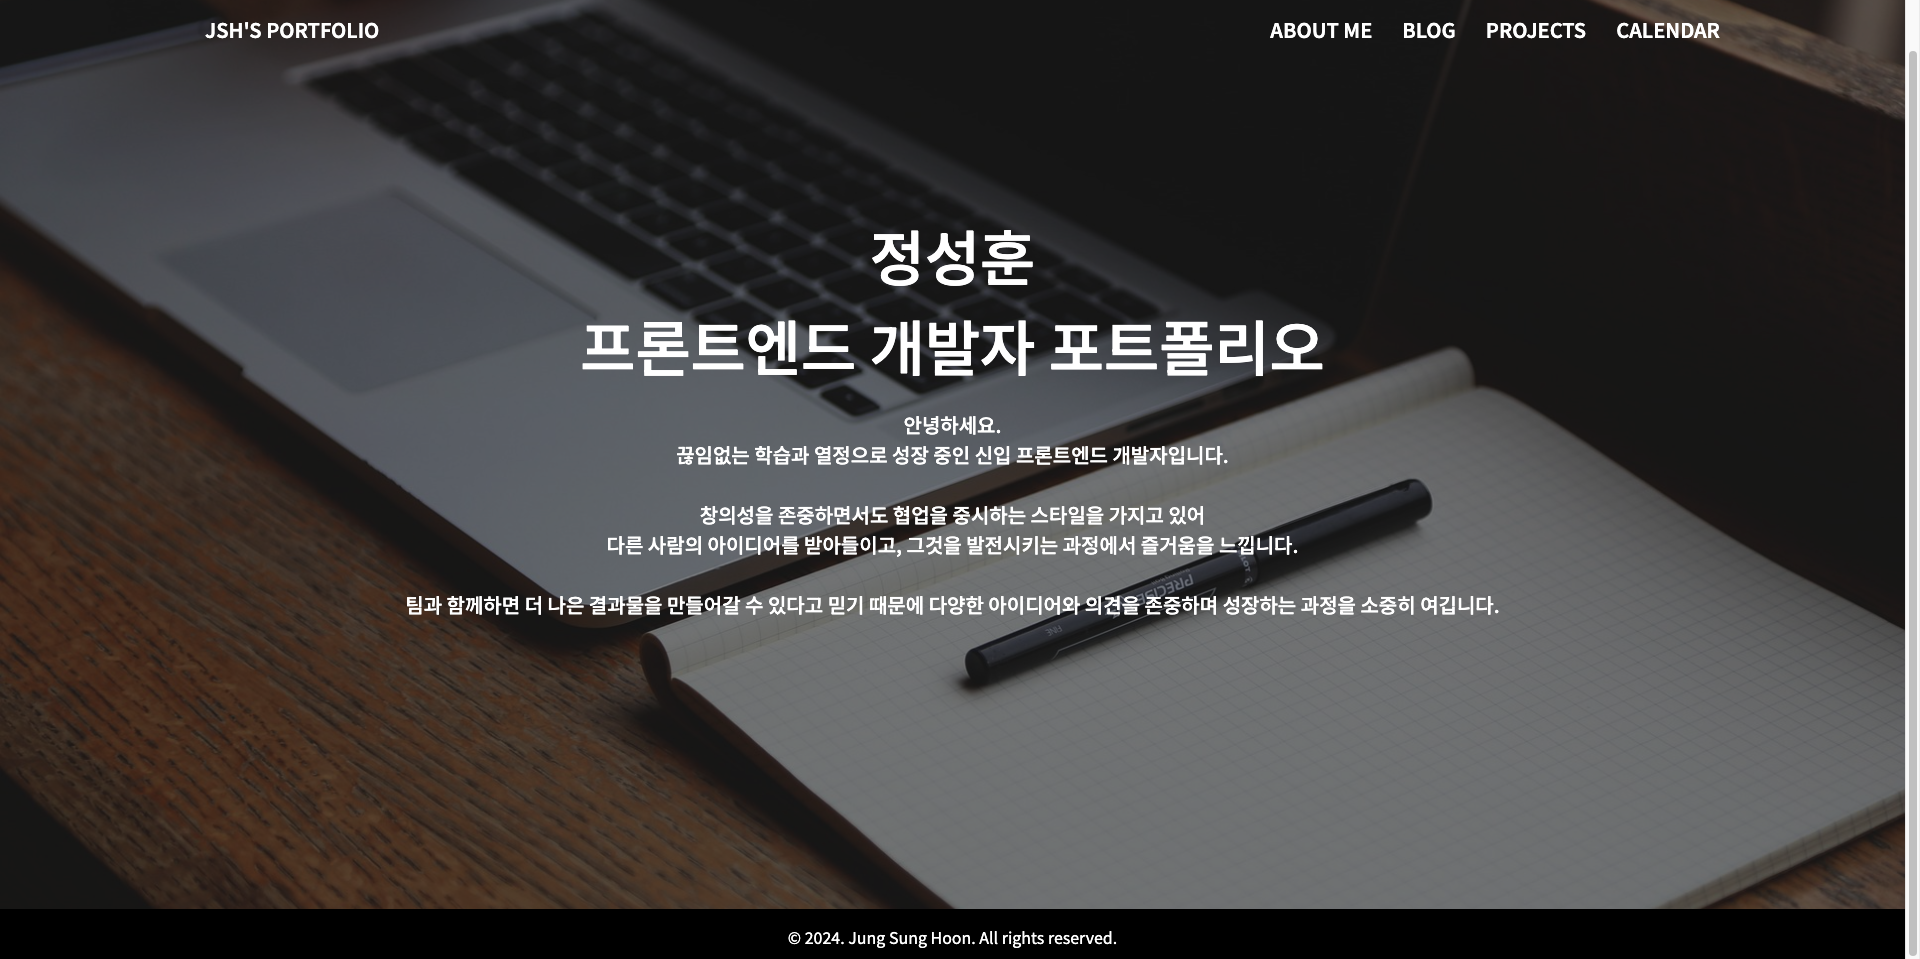 JSH'S PORTFOLIO
ABOUT ME BLOG PROJECTS CALENDAR
정성훈
프론트엔드 개발자 포트폴리오
안녕하세요.
끊임없는 학습과 열정으로 성장 중인 신입 프론트엔드 개발자입니다.
창의성을 존중하면서도 협업을 중시하는 스타일을 가지고 있어
다른 사람의 아이디어를 받아들이고, 그것을 발전시키는 과정에서 즐거움을 느낍니다.
PRECISE
팀과 함께하면 더 나은 결과물을 만들어갈 수 있다고 믿기 때문에 다양한 아이디어와 의견을 존중하며 성장하는 과정을 소중히 여깁니다.
FINE
© 2024. Jung Sung Hoon. All rights reserved.